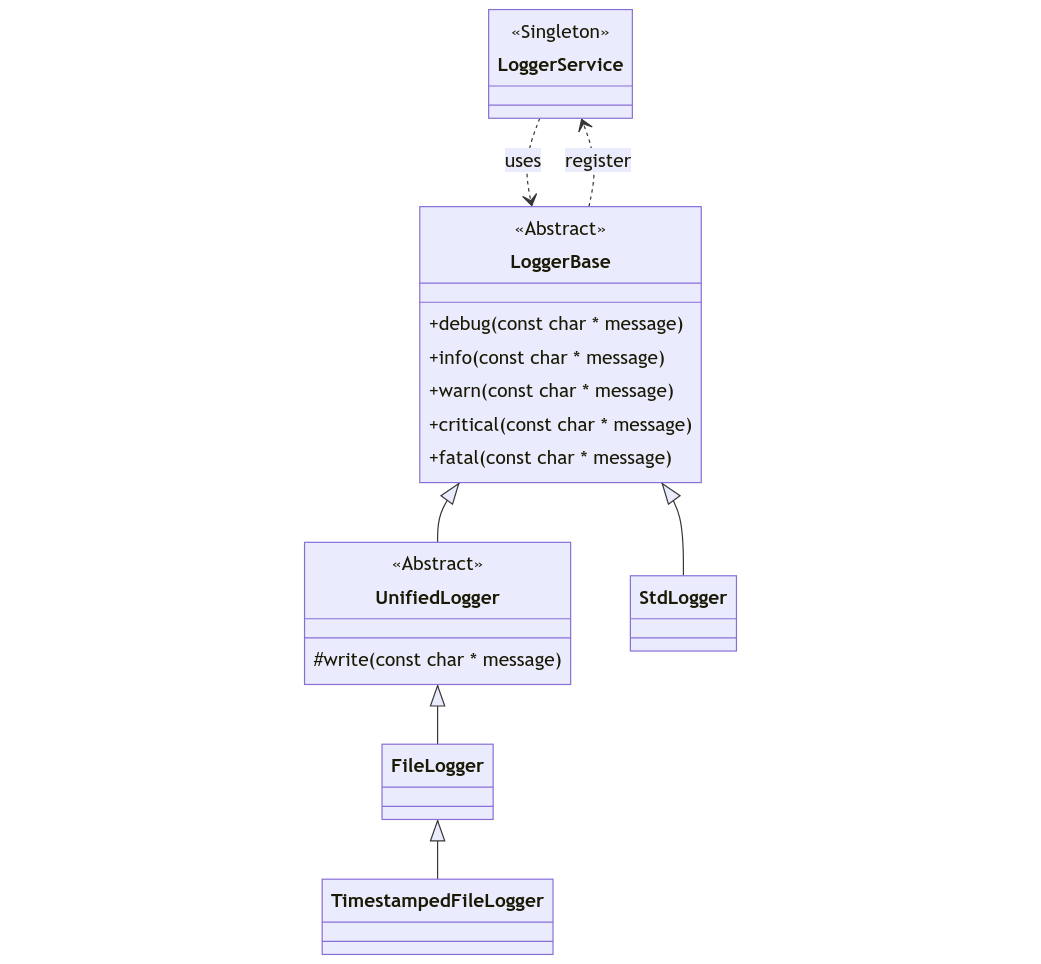 «Singleton»
LoggerService
uses
register
«Abstract»
LoggerBase
+debug(const char * message)
+info(const char * message)
+warn(const char * message)
+critical(const char * message)
+fatal(const char * message)
«Abstract»
UnifiedLogger
#write(const char * message)
StdLogger
FileLogger
TimestampedFileLogger